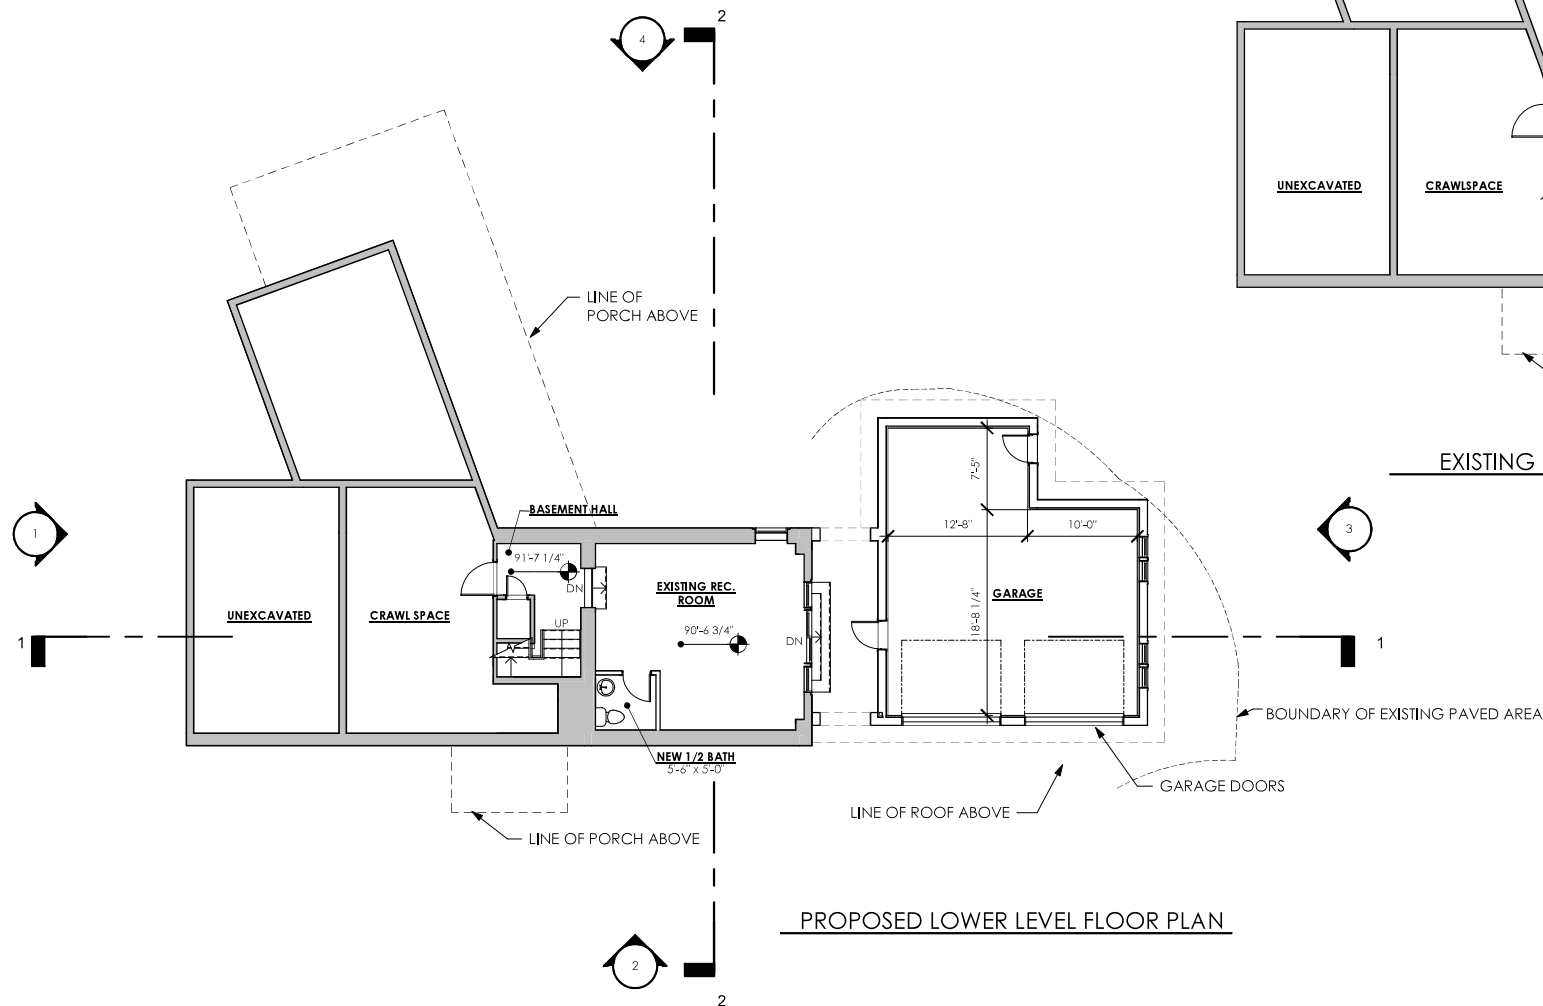 2
4
UNEXCAVATED
CRAWLSPACE
LINE OF
PORCH ABOVE
EXISTING
7'-5"
BASEMENT HALL
1
12'-8"
10'-0"
3
91'-7 1/4"
DN
EXISTING REC.
ROOM
GARAGE
18'-8 1/4"
UNEXCAVATED
CRAWL SPACE
UP
90'-6 3/4"
DN
1
1
BOUNDARY OF EXISTING PAVED AREA
NEW 1/2 BATH
5'-6" x 5'-0"
GARAGE DOORS
LINE OF ROOF ABOVE
LINE OF PORCH ABOVE
PROPOSED LOWER LEVEL FLOOR PLAN
2
2